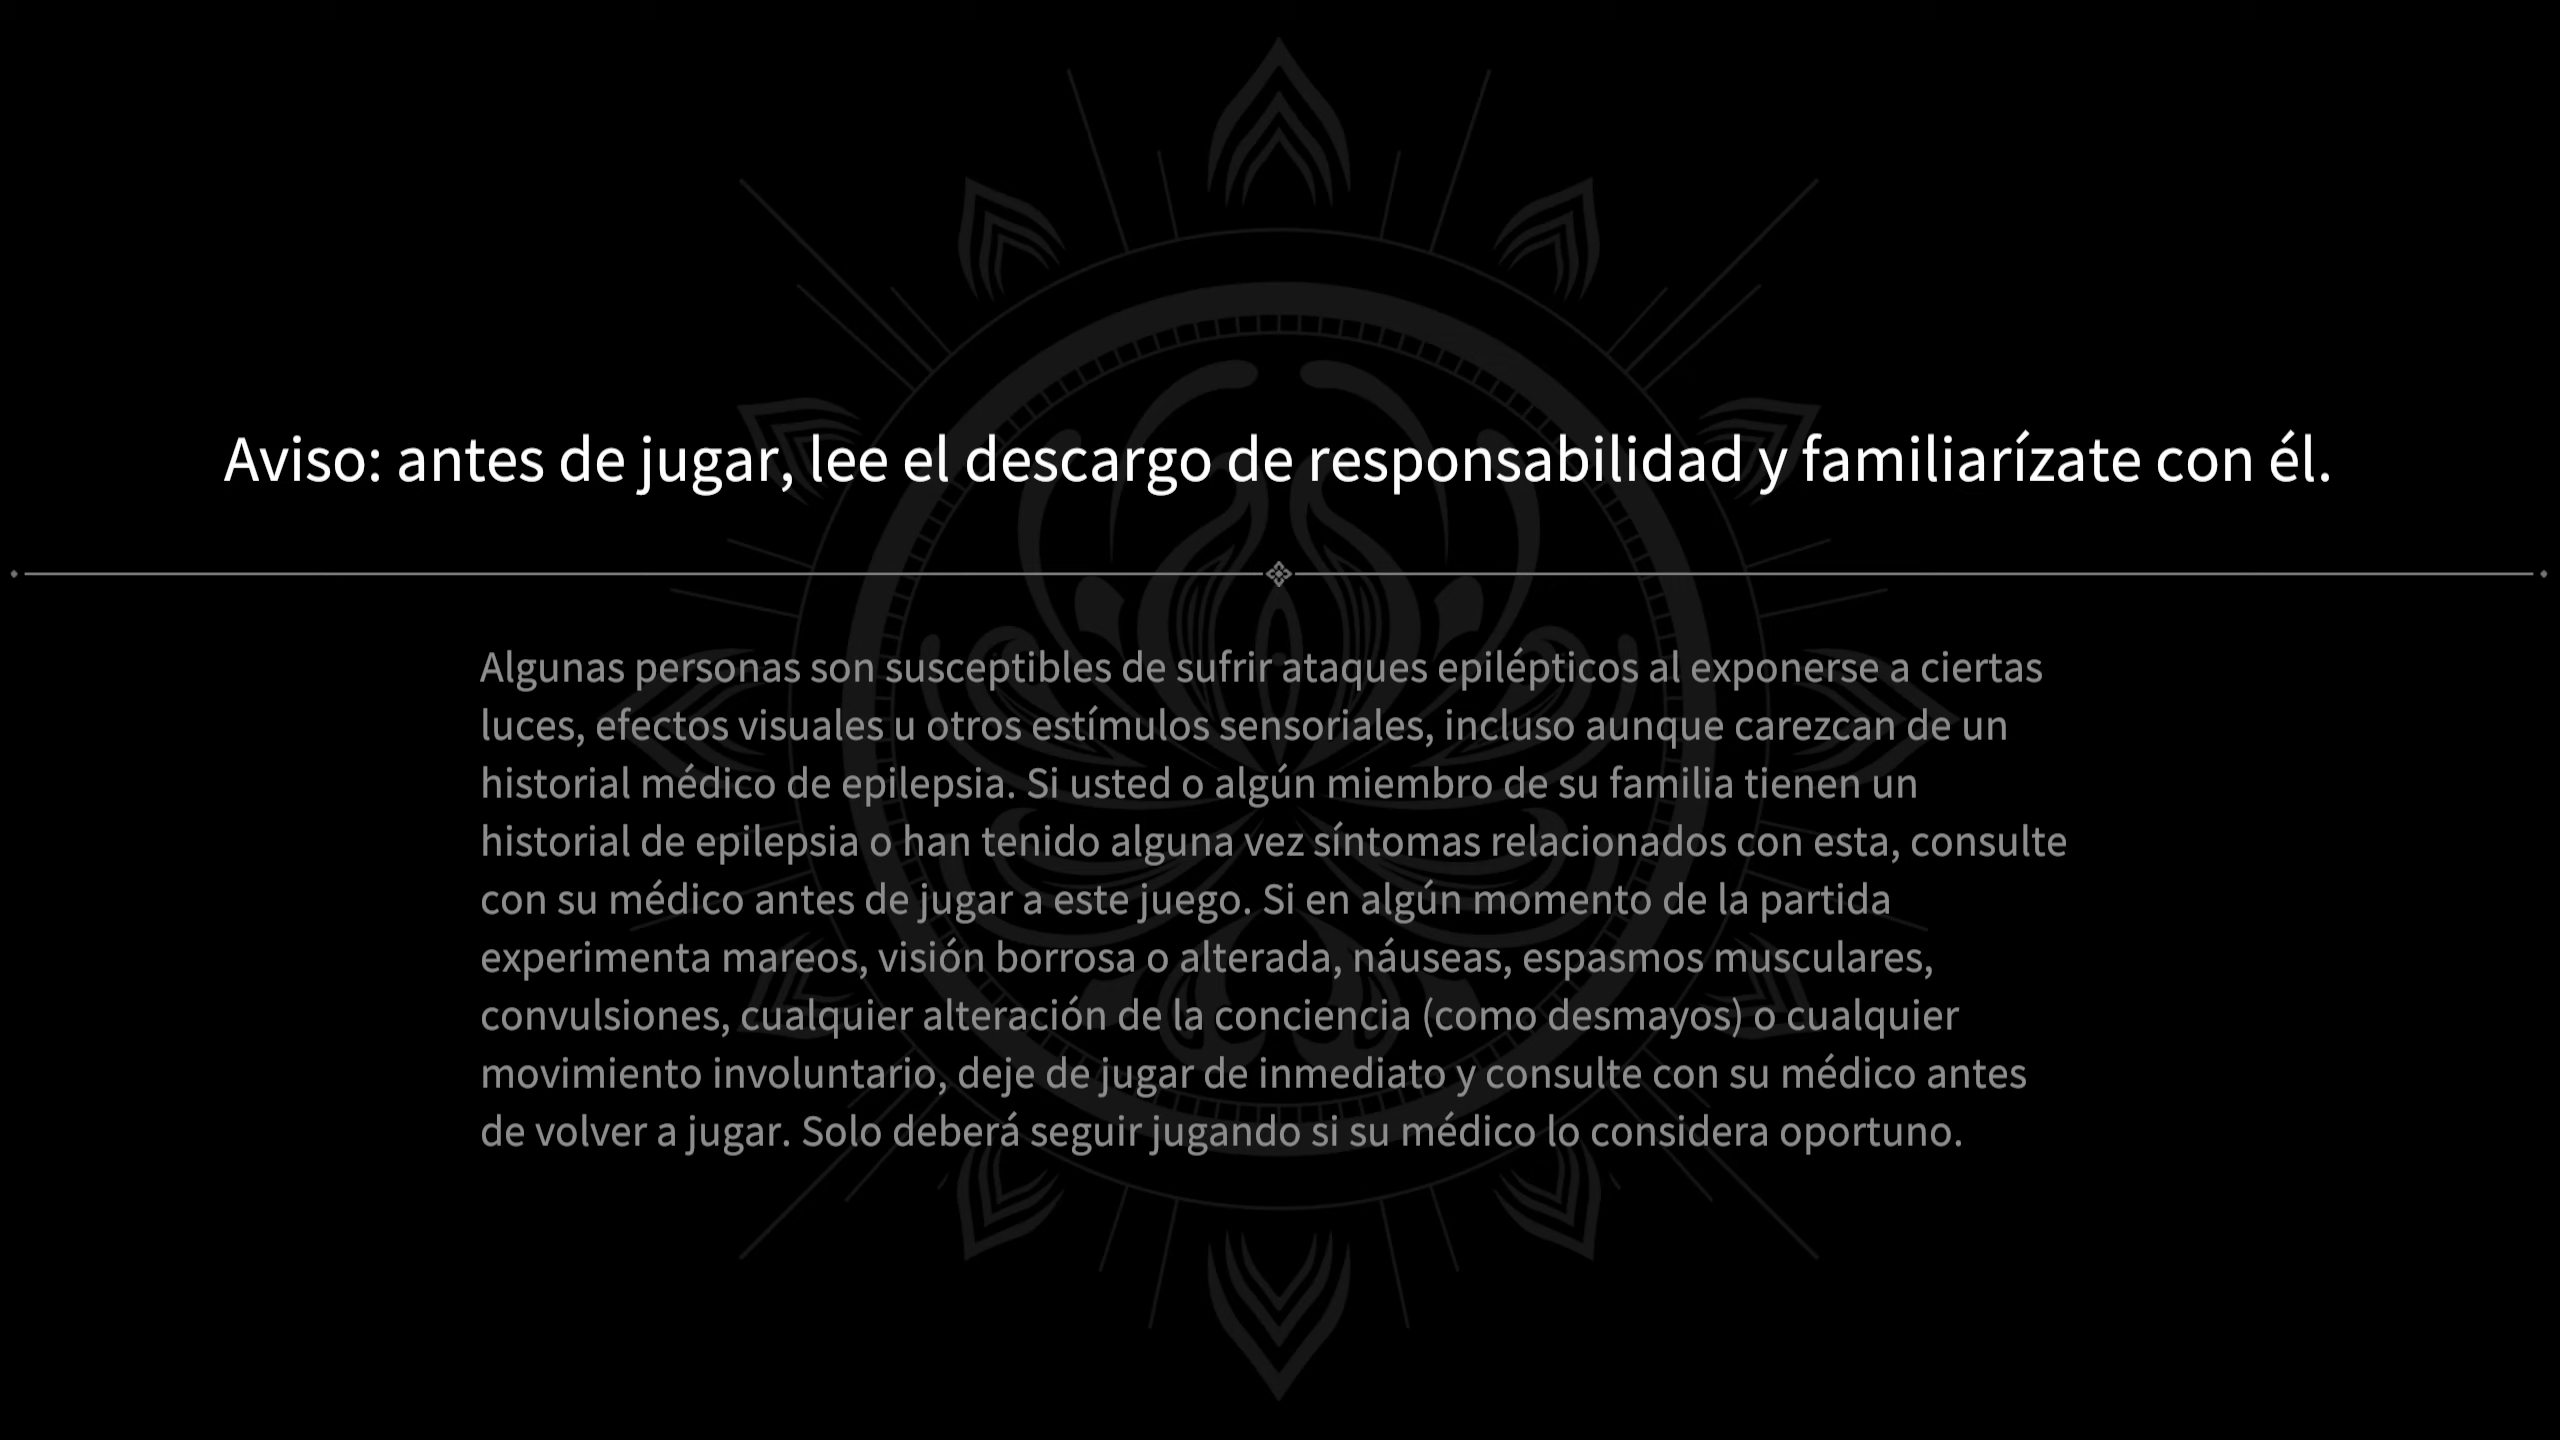 Aviso: antes de jugar, lee el descargo de responsabilidad y familiarízate con él.
Algunas personas son susceptibles de sufrir ataques epilépticos al exponerse a ciertas
luces, efectos visuales u otros estímulos sensoriales, incluso aunque carezcan de un
historial médico de epilepsia. Si usted o algún miembro de su familia tienen un
historial de epilepsia o han tenido alguna vez síntomas relacionados con esta, consulte
con su médico antes de jugar a este juego. Si en algún momento de la partida
experimenta mareos, visión borrosa o alterada, náuseas, espasmos musculares,
convulsiones, cualquier alteración de la conciencia (como desmayos) o cualquier
movimiento involuntario, deje de jugar de inmediato y consulte con su médico antes
de volver a jugar. Solo deberá seguir jugando si su médico lo considera oportuno.